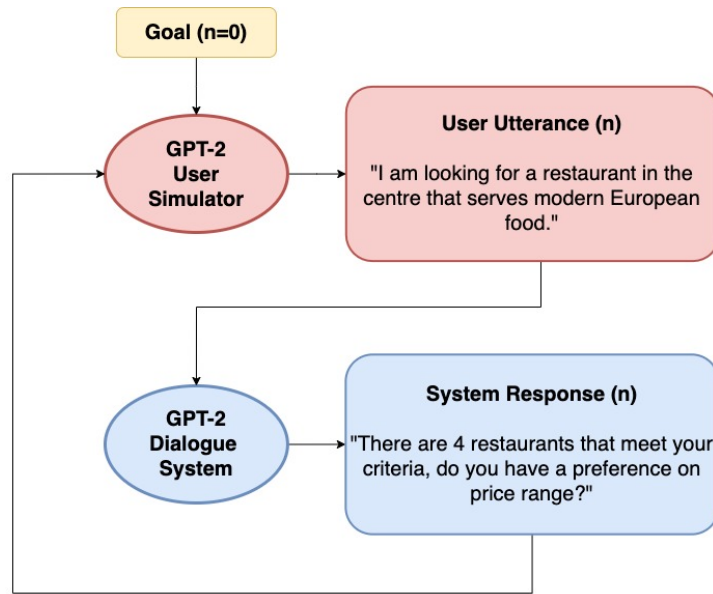 Goal (n=0)
GPT-2
User
Simulator
User Utterance (n)
"I am looking for a restaurant in the
centre that serves modern European
food."
GPT-2
Dialogue
System
System Response (n)
"There are 4 restaurants that meet your
criteria, do you have a preference on
price range?"